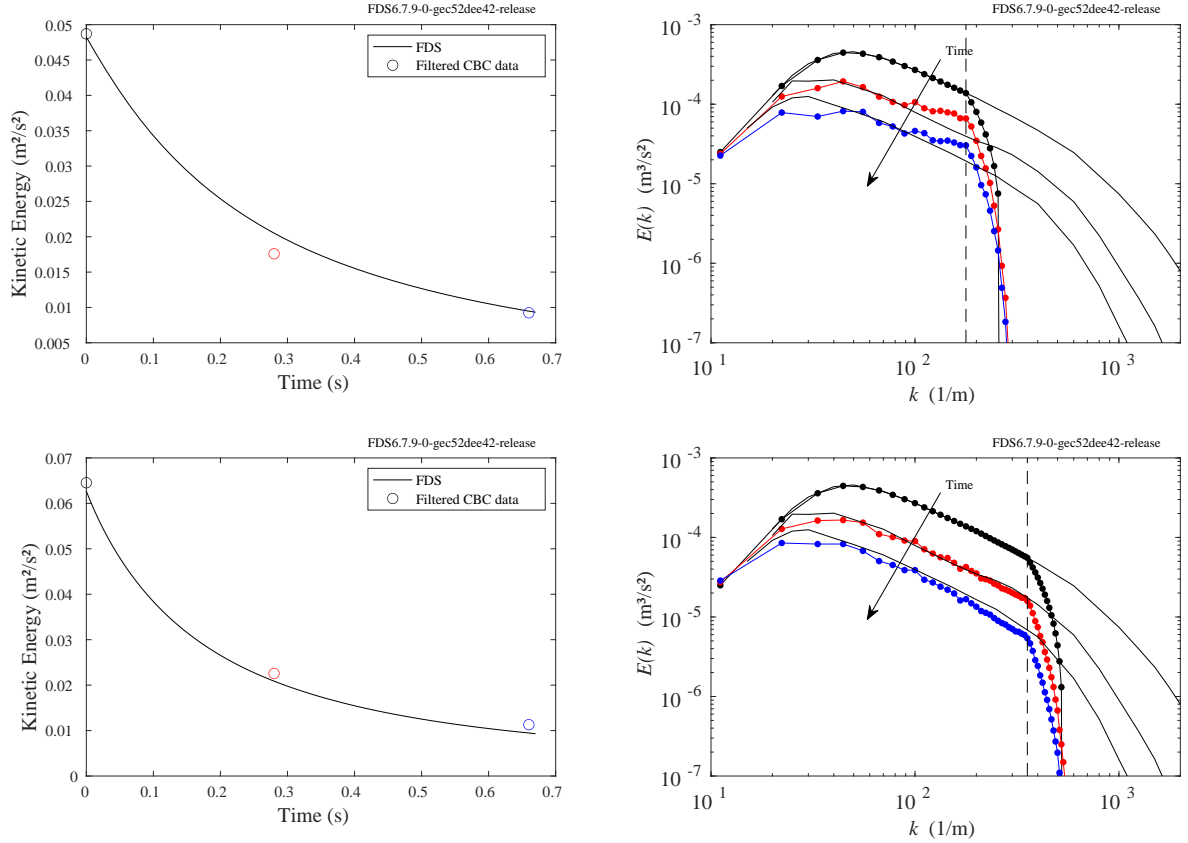 FDS6.7.9-0-gec52dee42-release
0.05
0.045
0.04
0.035
0.03
0.025
0.02
0.015
0.01
0.005
Kinetic Energy (m²/s²)
FDS
Filtered CBC data
0 0.1 0.2 0.3 0.4 0.5 0.6 0.7
Time (s)
FDS6.7.9-0-gec52dee42-release
10⁻³
10⁻⁴
10⁻⁵
10⁻⁶
10⁻⁷
E(k) (m³/s²)
Time
10¹ 10² 10³
k (1/m)
FDS6.7.9-0-gec52dee42-release
0.07
0.06
0.05
0.04
0.03
0.02
0.01
0
Kinetic Energy (m²/s²)
FDS
Filtered CBC data
0 0.1 0.2 0.3 0.4 0.5 0.6 0.7
Time (s)
FDS6.7.9-0-gec52dee42-release
10⁻³
10⁻⁴
10⁻⁵
10⁻⁶
10⁻⁷
E(k) (m³/s²)
Time
10¹ 10² 10³
k (1/m)